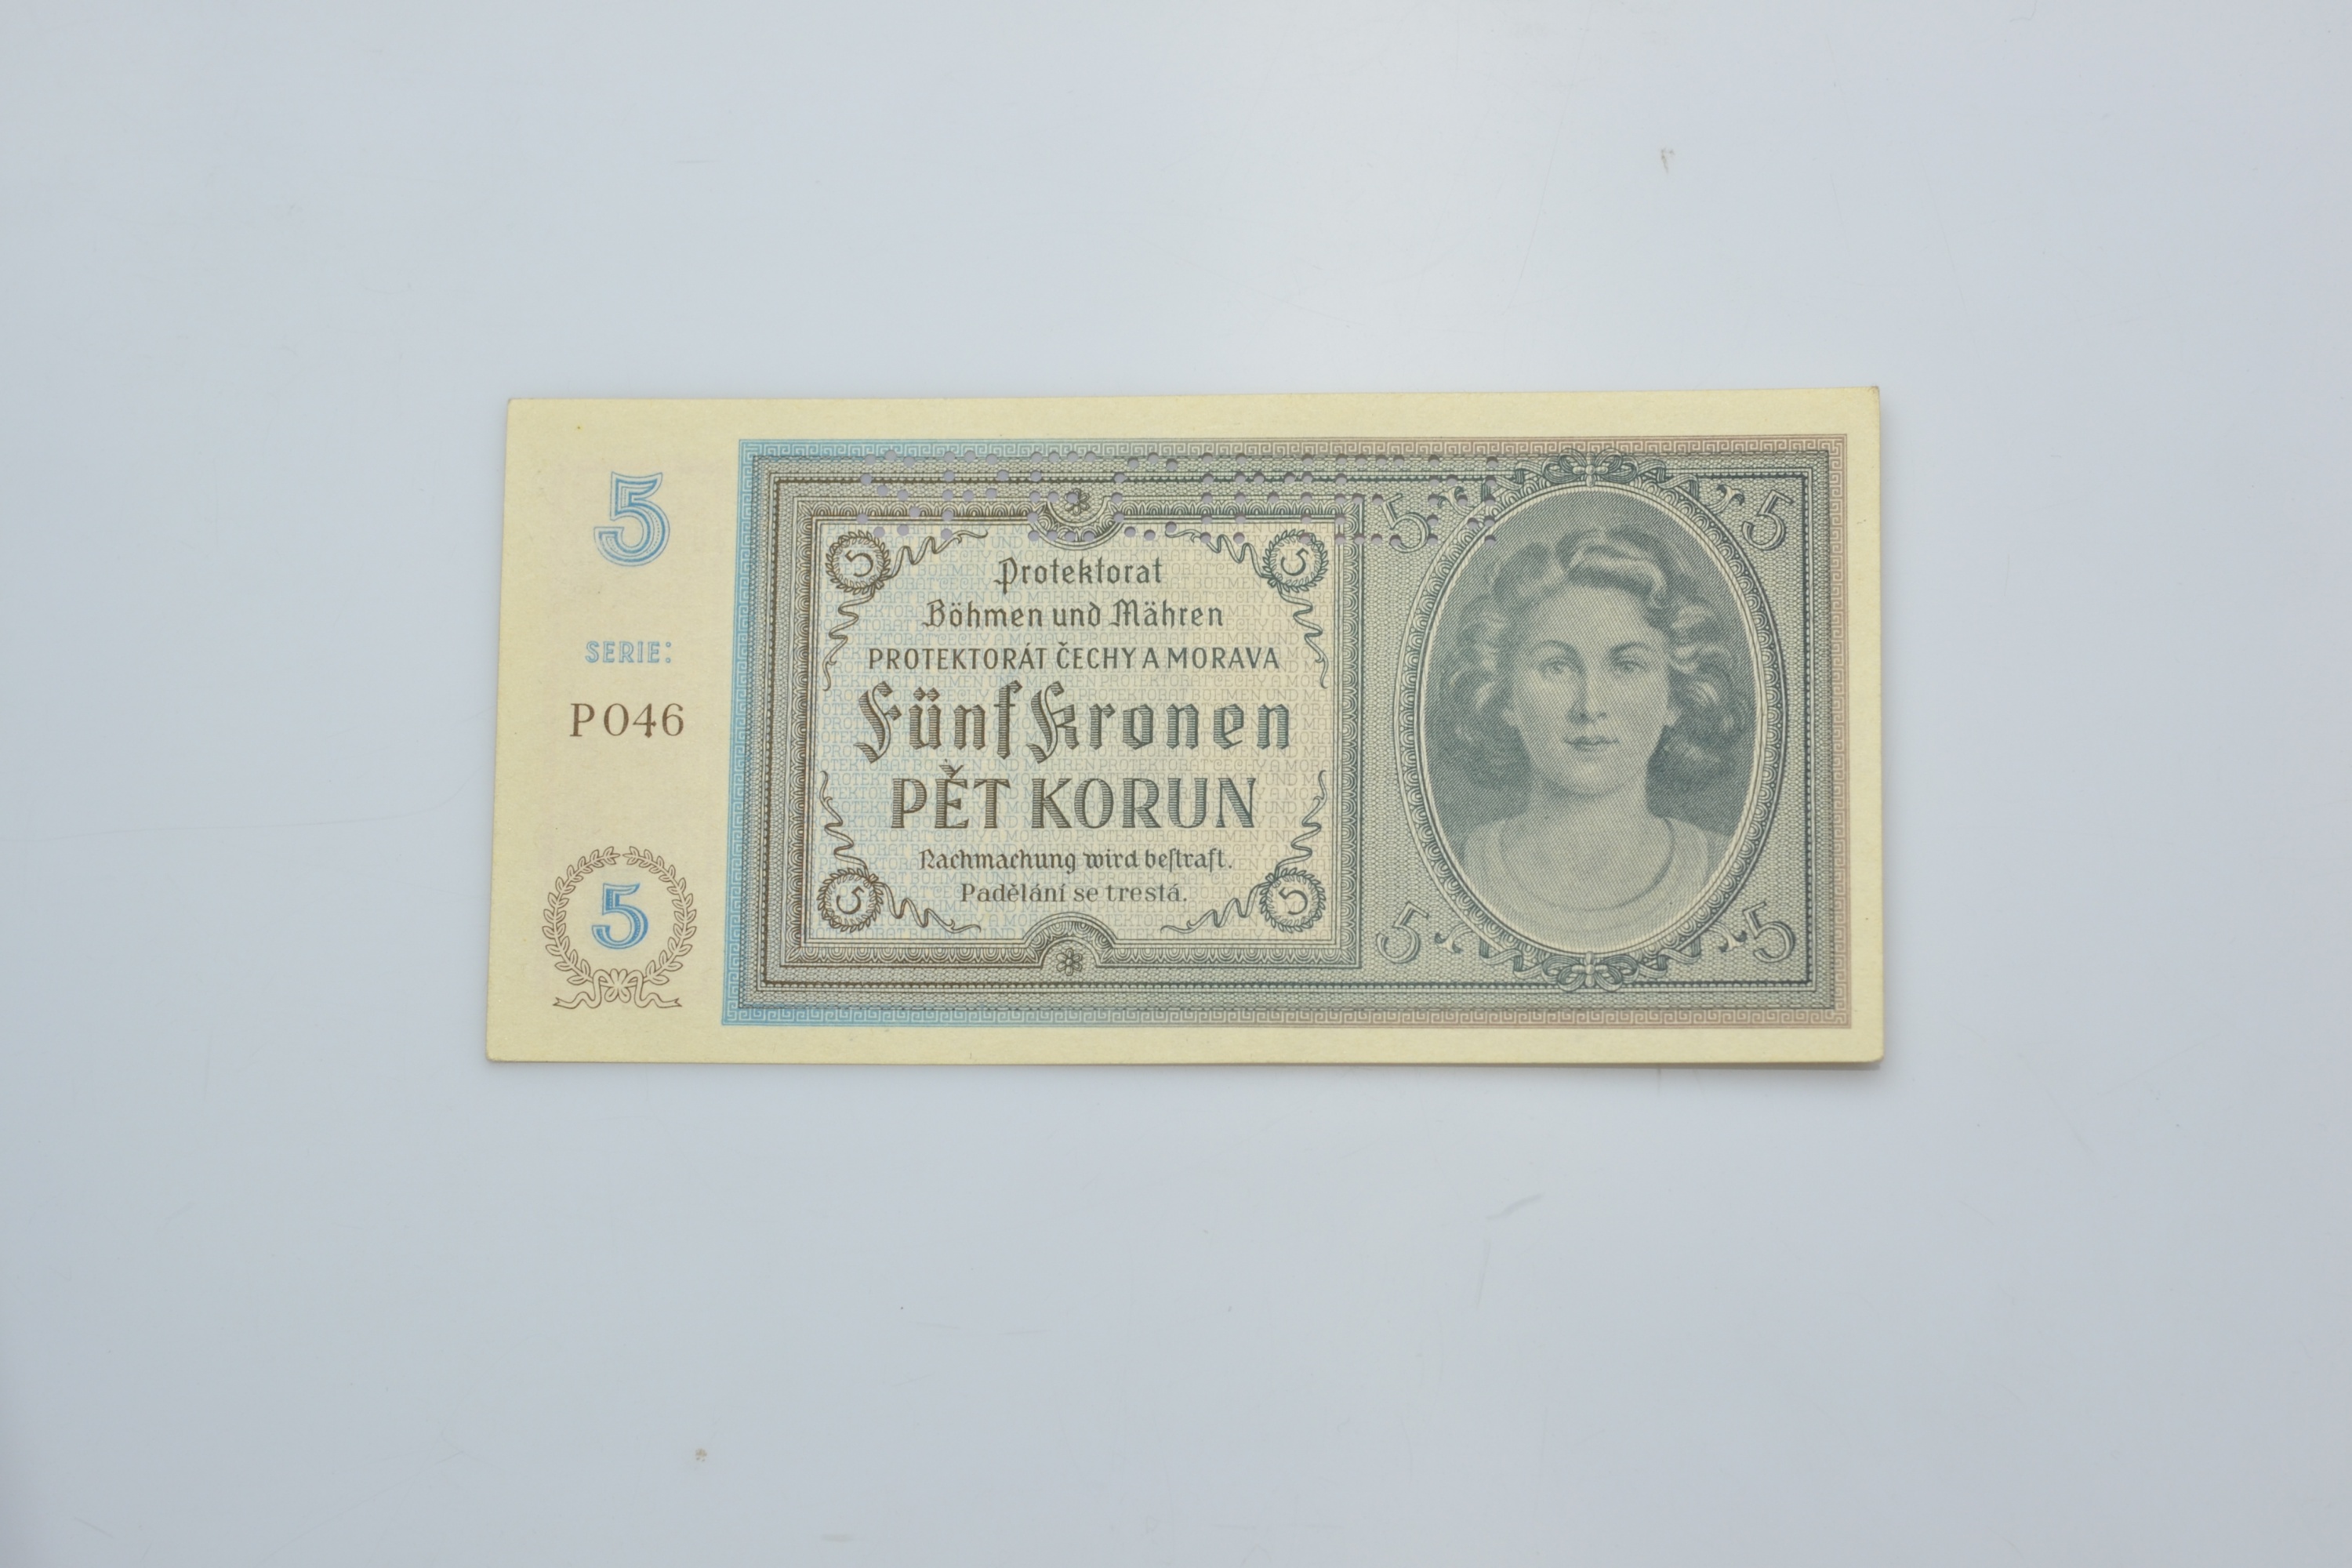 5
SERIE:
P046
5
SPECIMEN
5
5
5
5
Protektorat
Böhmen und Mähren
PROTEKTORÁT ČECHY A MORAVA
Fünf Kronen
PĚT KORUN
Nachmachung wird bestraft.
Padělání se trestá.
5
5
5
5